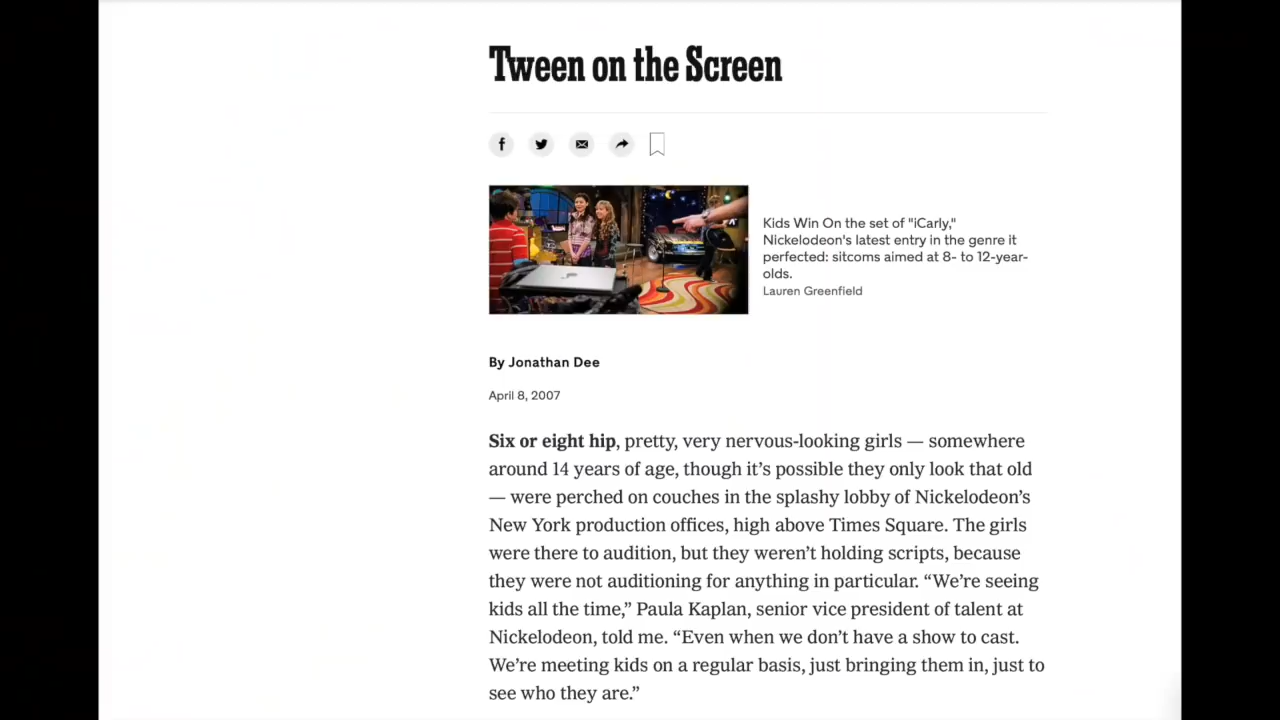 Tween on the Screen
Kids Win On the set of "iCarly,"
Nickelodeon's latest entry in the genre it
perfected: sitcoms aimed at 8- to 12-year-
olds.
Lauren Greenfield
By Jonathan Dee
April 8, 2007
Six or eight hip, pretty, very nervous-looking girls — somewhere
around 14 years of age, though it’s possible they only look that old
— were perched on couches in the splashy lobby of Nickelodeon’s
New York production offices, high above Times Square. The girls
were there to audition, but they weren’t holding scripts, because
they were not auditioning for anything in particular. “We’re seeing
kids all the time,” Paula Kaplan, senior vice president of talent at
Nickelodeon, told me. “Even when we don’t have a show to cast.
We’re meeting kids on a regular basis, just bringing them in, just to
see who they are.”